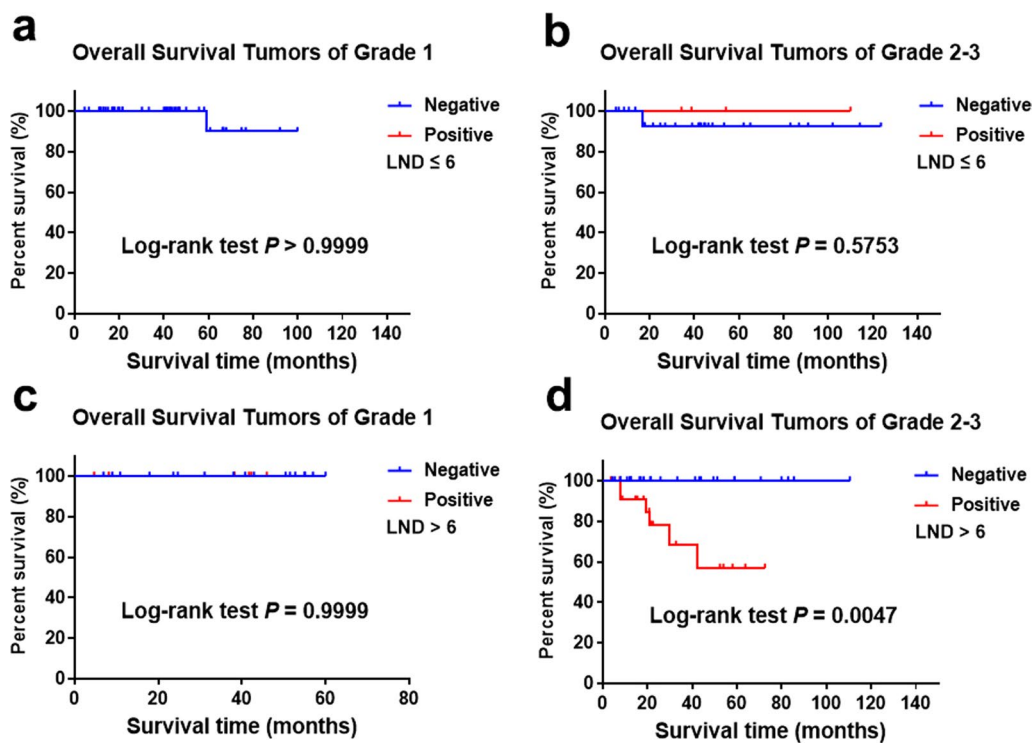 a
Overall Survival Tumors of Grade 1
Percent survival (%)
100
80
60
40
20
0
0 20 40 60 80 100 120 140
Survival time (months)
Negative
Positive
LND ≤ 6
Log-rank test P > 0.9999
b
Overall Survival Tumors of Grade 2-3
Percent survival (%)
100
80
60
40
20
0
0 20 40 60 80 100 120 140
Survival time (months)
Negative
Positive
LND ≤ 6
Log-rank test P = 0.5753
c
Overall Survival Tumors of Grade 1
Percent survival (%)
100
80
60
40
20
0
0 20 40 60 80
Survival time (months)
Negative
Positive
LND > 6
Log-rank test P = 0.9999
d
Overall Survival Tumors of Grade 2-3
Percent survival (%)
100
80
60
40
20
0
0 20 40 60 80 100 120 140
Survival time (months)
Negative
Positive
LND > 6
Log-rank test P = 0.0047